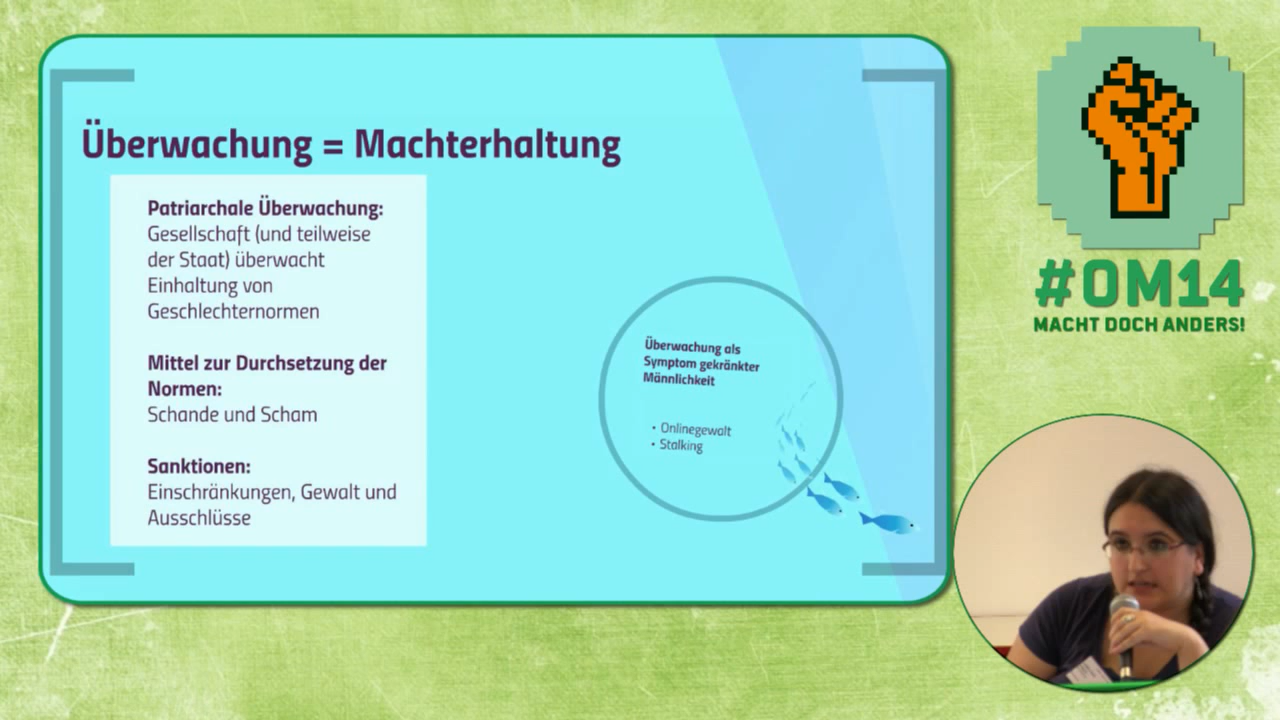 Überwachung = Machterhaltung
Patriarchale Überwachung:
Gesellschaft (und teilweise
der Staat) überwacht
Einhaltung von
Geschlechternormen
Mittel zur Durchsetzung der
Normen:
Schande und Scham
Sanktionen:
Einschränkungen, Gewalt und
Ausschlüsse
Überwachung als
Symptom gekränkter
Männlichkeit
• Onlinegewalt
• Stalking
#OM14
MACHT DOCH ANDERS!